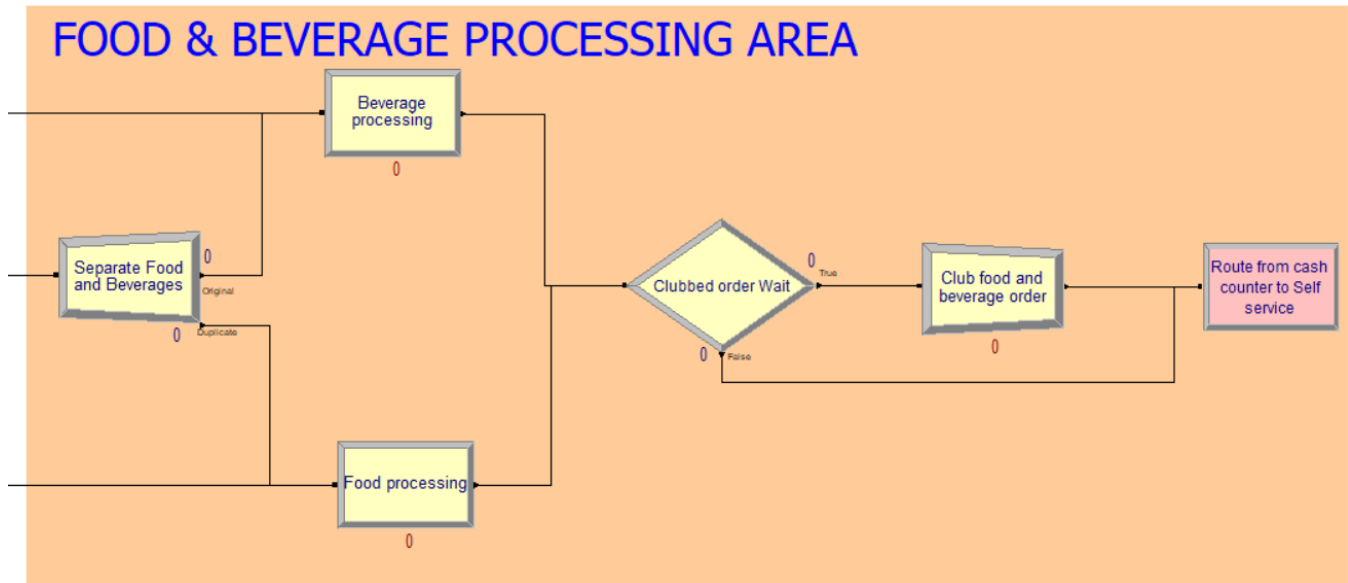 FOOD & BEVERAGE PROCESSING AREA
Beverage
processing
0
Separate Food
and Beverages
0
Original
0
Duplicate
Food processing
0
Clubbed order Wait
0
True
0
False
Club food and
beverage order
0
Route from cash
counter to Self
service